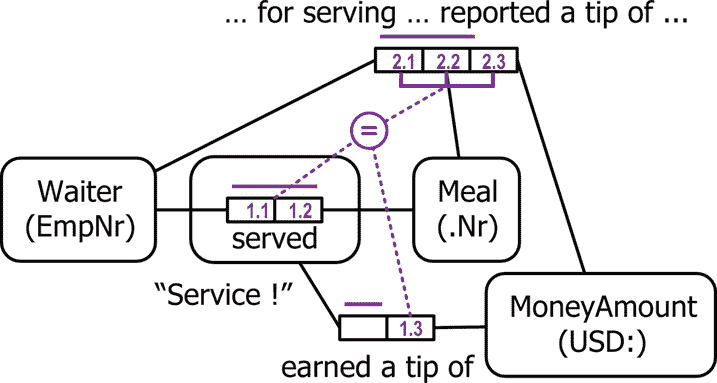 ... for serving ... reported a tip of ...
2.1 2.2 2.3
=
Waiter
(EmpNr)
1.1 1.2
served
Meal
(.Nr)
"Service !"
1.3
earned a tip of
MoneyAmount
(USD:)